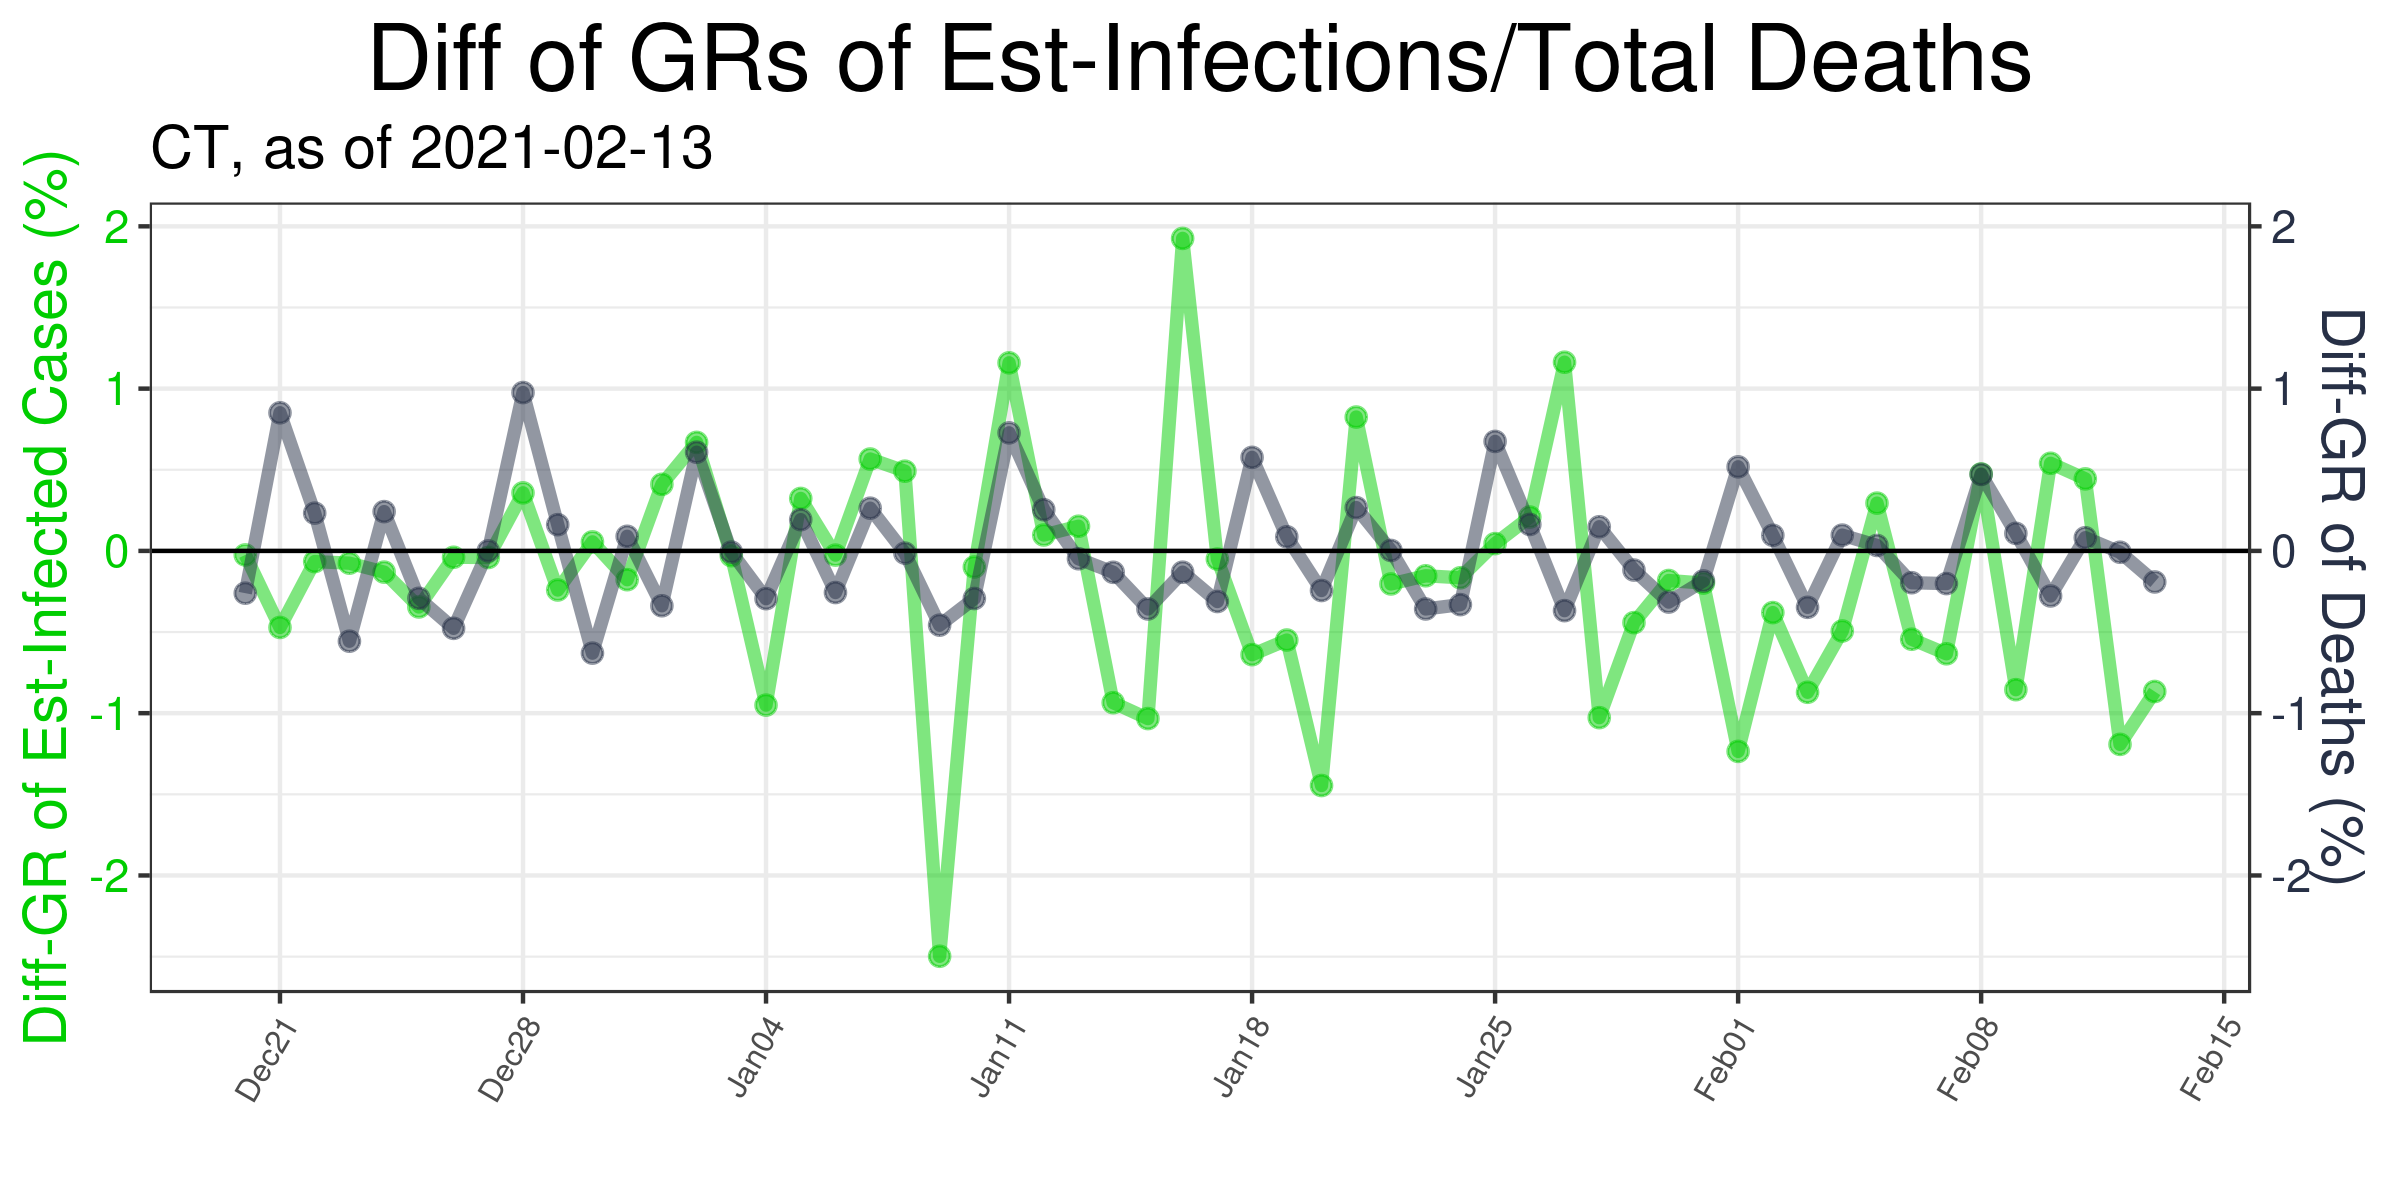 Diff of GRs of Est-Infections/Total Deaths
CT, as of 2021-02-13
Diff-GR of Est-Infected Cases (%)
2
1
0
-1
-2
2
1
0
-1
-2
Diff-GR of Deaths (%)
Dec21
Dec28
Jan04
Jan11
Jan18
Jan25
Feb01
Feb08
Feb15